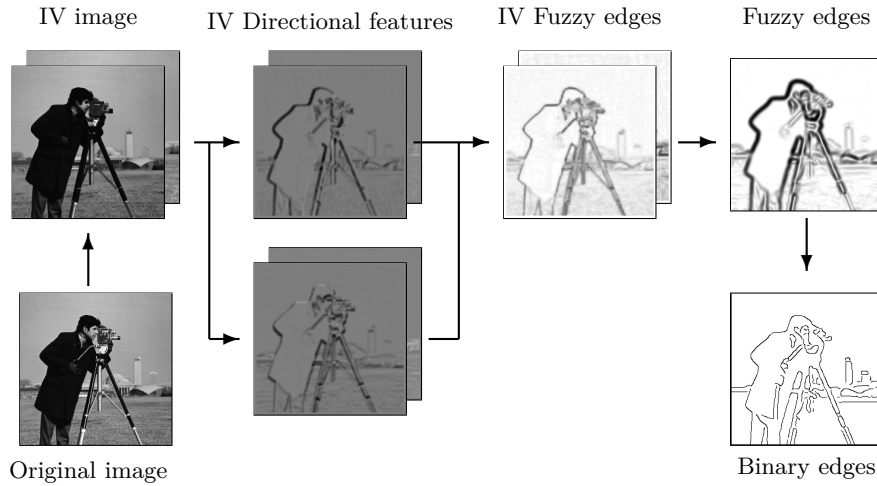 IV image
IV Directional features
IV Fuzzy edges
Fuzzy edges
Original image
Binary edges